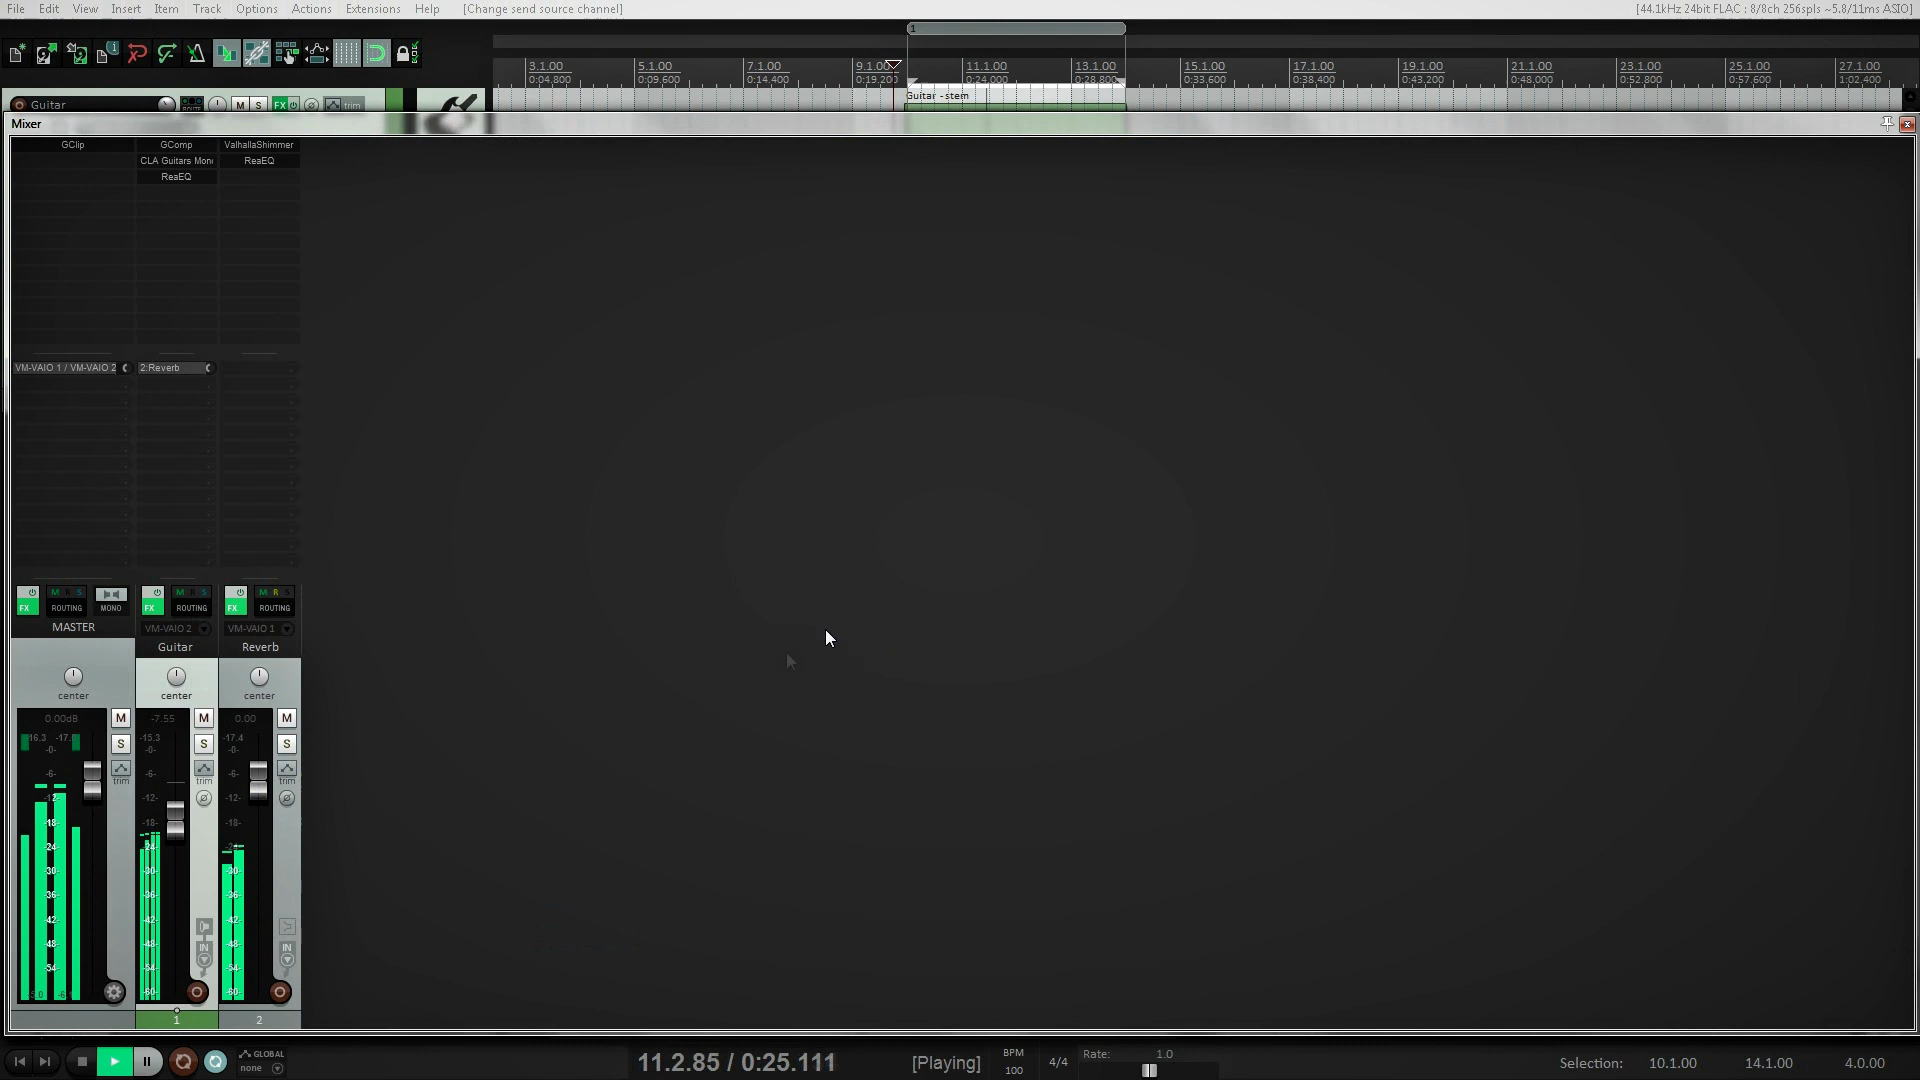 File Edit View Insert Item Track Options Actions Extensions Help [Change send source channel] [44.1kHz 24bit FLAC : 8/8ch 256spls ~5.8/11ms ASIO]
1
3.1.00 5.1.00 7.1.00 9.1.00 11.1.00 13.1.00 15.1.00 17.1.00 19.1.00 21.1.00 23.1.00 25.1.00 27.1.00
0:04.800 0:09.600 0:14.400 0:19.200 0:24.000 0:28.800 0:33.600 0:38.400 0:43.200 0:48.000 0:52.800 0:57.600 1:02.400
Guitar M S FX trim
Guitar - stem
Mixer
GClip GComp ValhallaShimmer
CLA Guitars Mon ReaEQ
ReaEQ
VM-VAIO 1 / VM-VAIO 2 2:Reverb
M R S M R S M R S
FX ROUTING MONO FX ROUTING FX ROUTING
MASTER VM-VAIO 2 VM-VAIO 1
Guitar Reverb
center center center
0.00dB M -7.55 M 0.00 M
-15.3 -17.4
-0- -0- -0-
S S S
-6- -6- -6-
trim trim trim
-12- -12- -12-
-18- -18- -18-
-24- -24- -24-
-30- -30- -30-
-36- -36- -36-
-42- -42- -42-
IN IN
-48- -48- -48-
-54- -54- -54-
-60- -60-
1 2
GLOBAL
none
11.2.85 / 0:25.111 [Playing] BPM 100 4/4 Rate: 1.0 Selection: 10.1.00 14.1.00 4.0.00